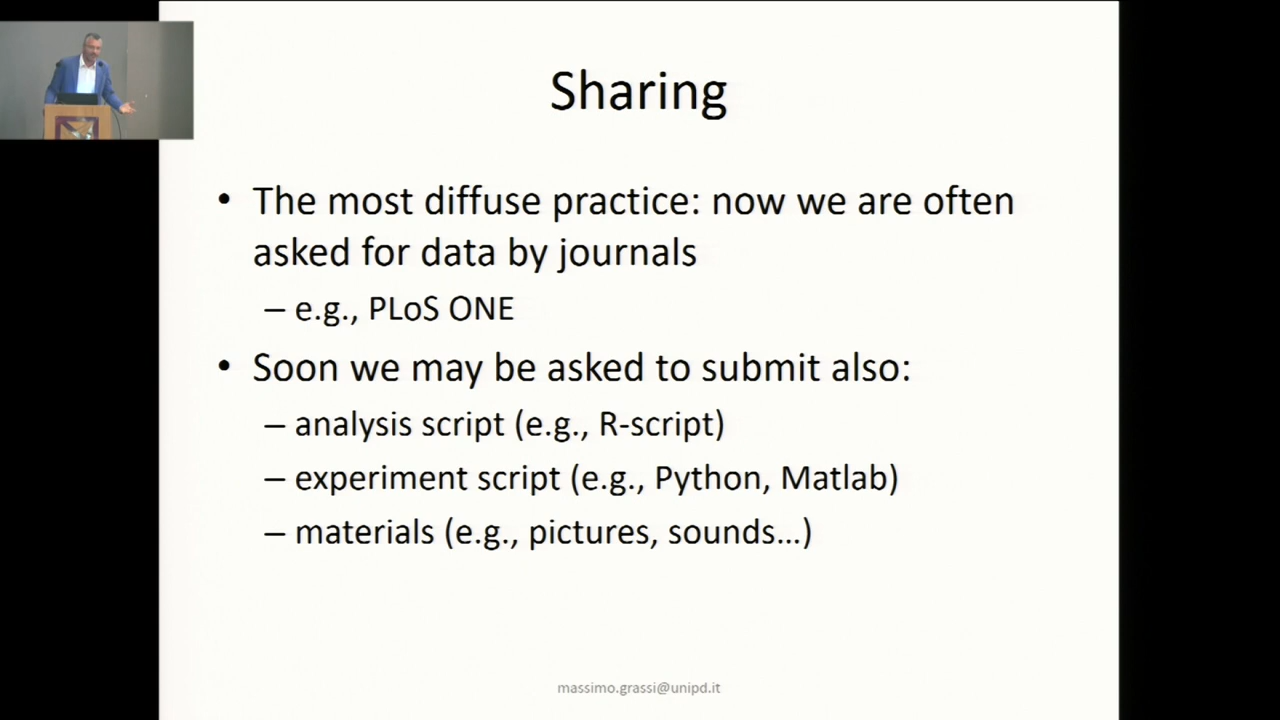 Sharing
• The most diffuse practice: now we are often
asked for data by journals
– e.g., PLoS ONE
• Soon we may be asked to submit also:
– analysis script (e.g., R-script)
– experiment script (e.g., Python, Matlab)
– materials (e.g., pictures, sounds…)
massimo.grassi@unipd.it